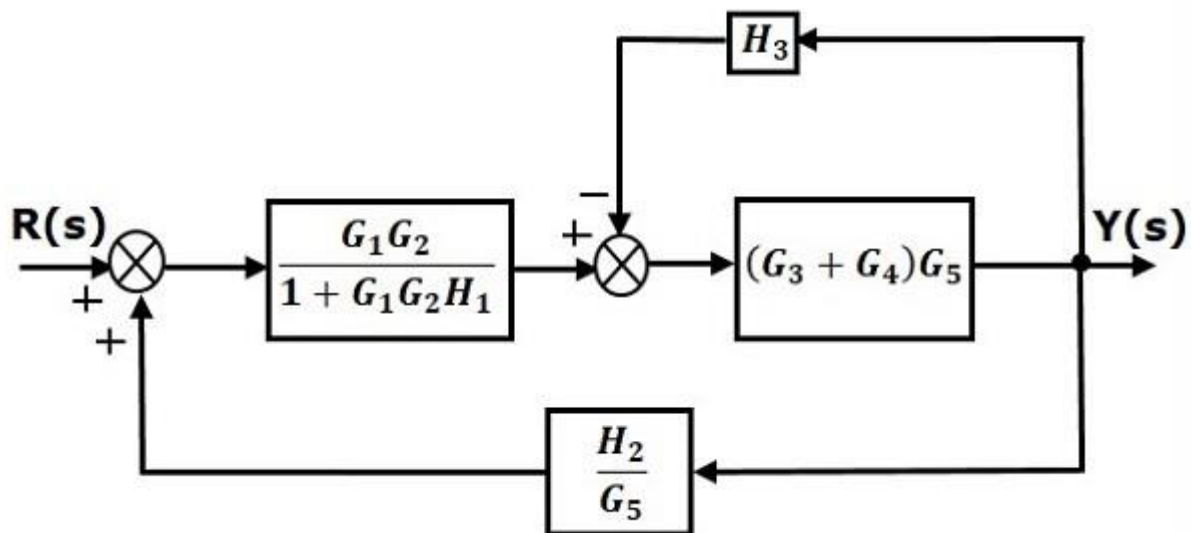 H₃
−
R(s)
+
+
G₁G₂
1 + G₁G₂H₁
+
(G₃ + G₄)G₅
Y(s)
H₂
G₅